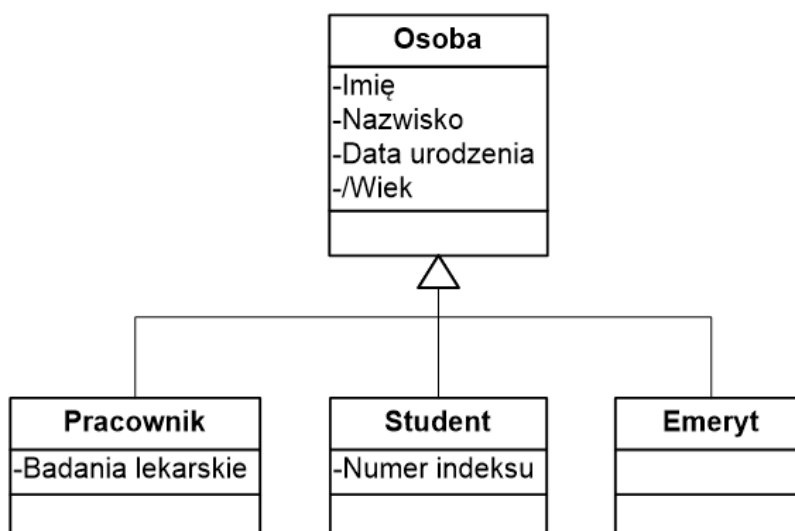 Osoba
-Imię
-Nazwisko
-Data urodzenia
-/Wiek
Pracownik
-Badania lekarskie
Student
-Numer indeksu
Emeryt